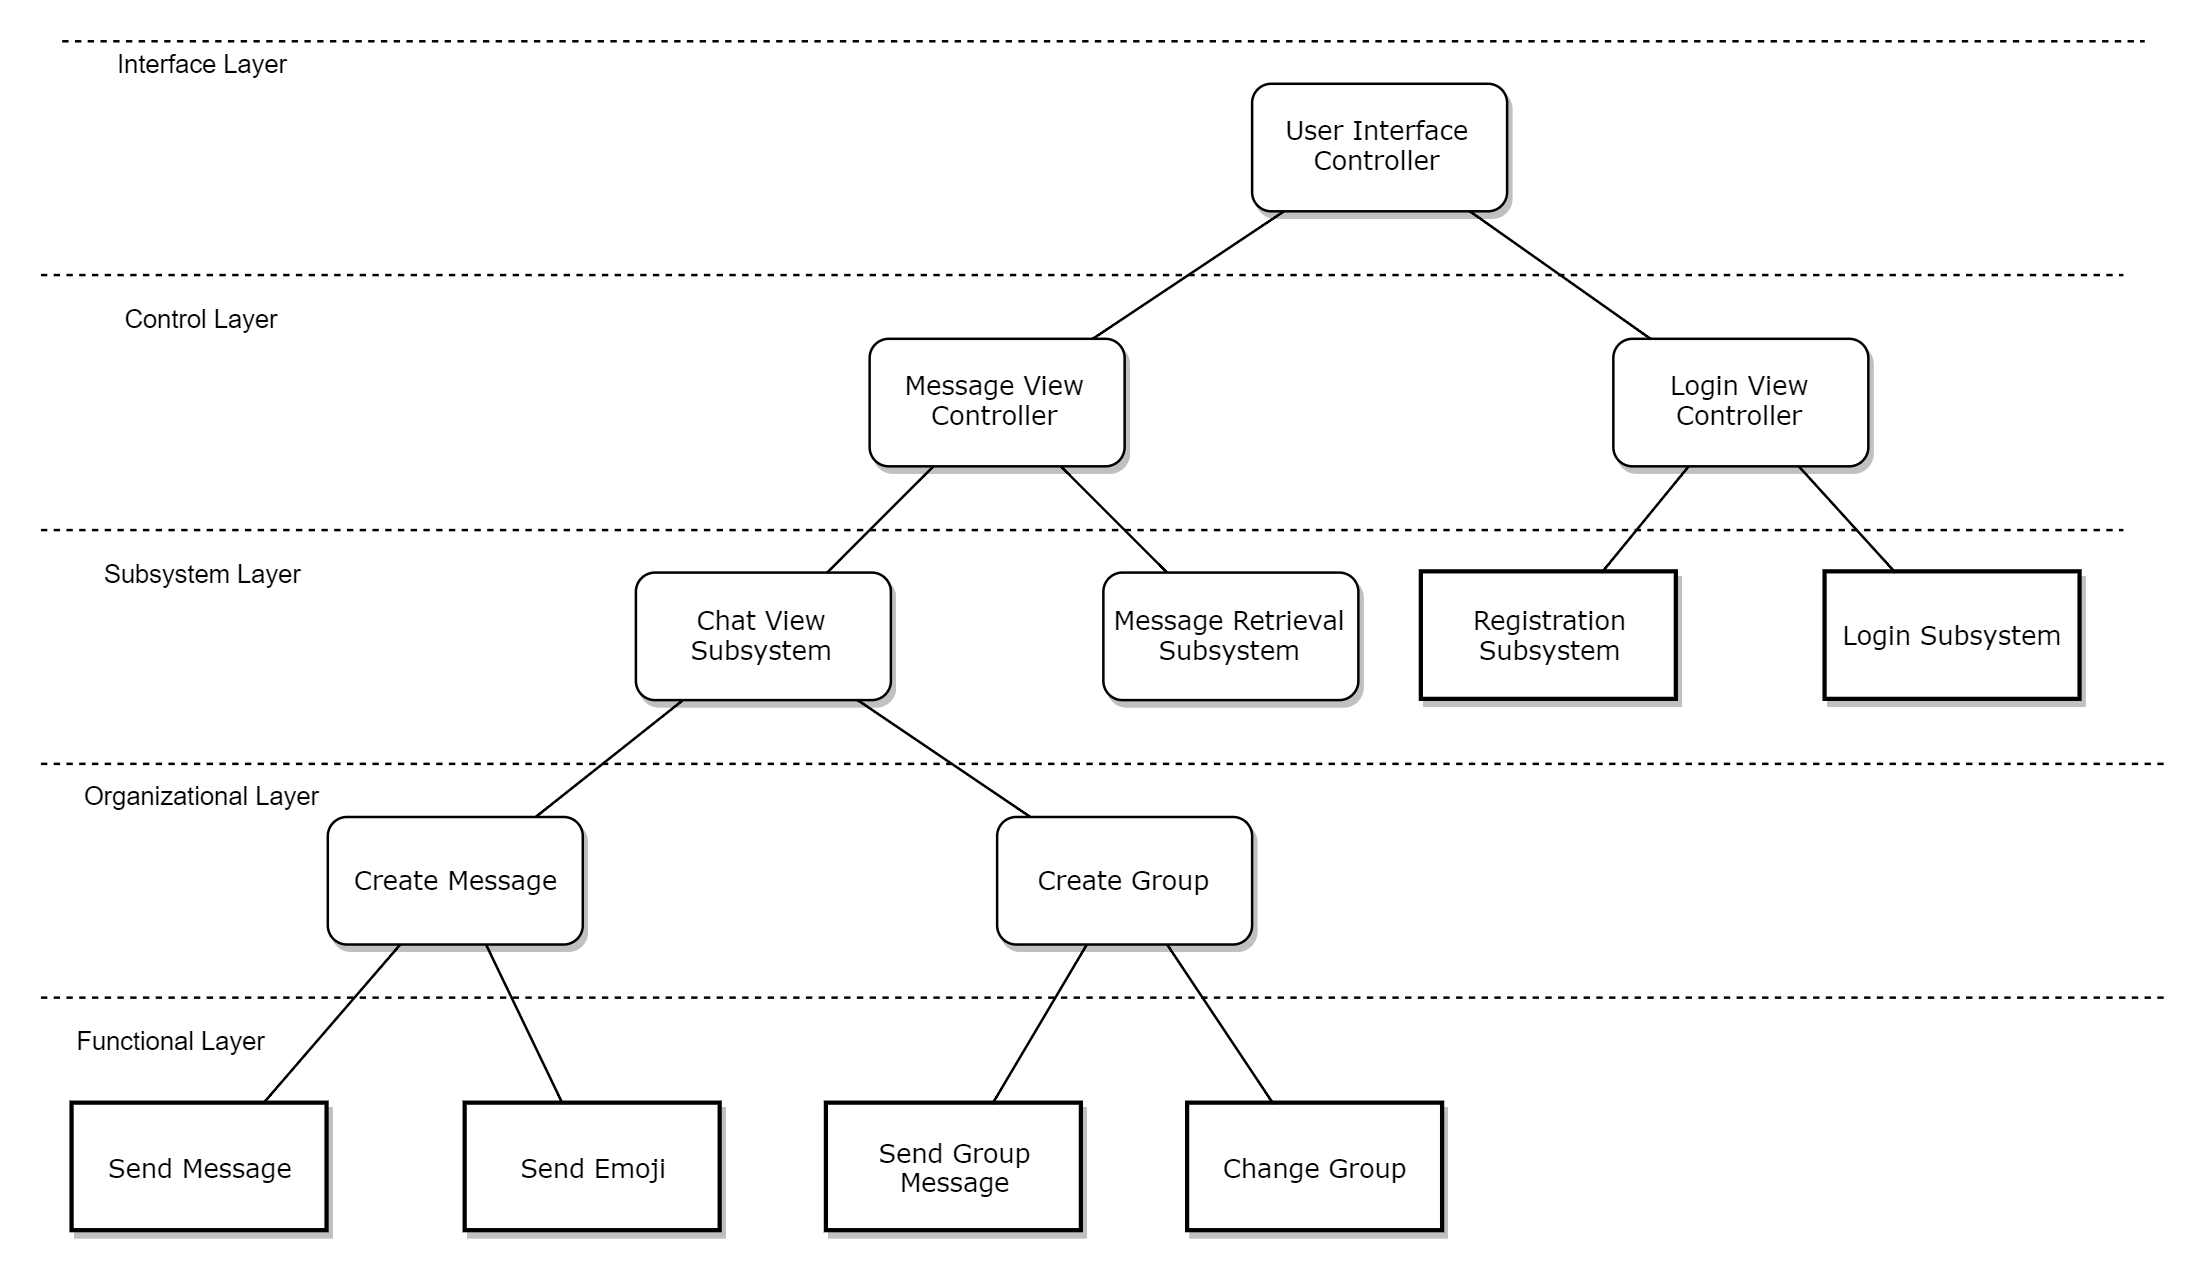 Interface Layer
User Interface
Controller
Control Layer
Message View
Controller
Login View
Controller
Subsystem Layer
Chat View
Subsystem
Message Retrieval
Subsystem
Registration
Subsystem
Login Subsystem
Organizational Layer
Create Message
Create Group
Functional Layer
Send Message
Send Emoji
Send Group
Message
Change Group